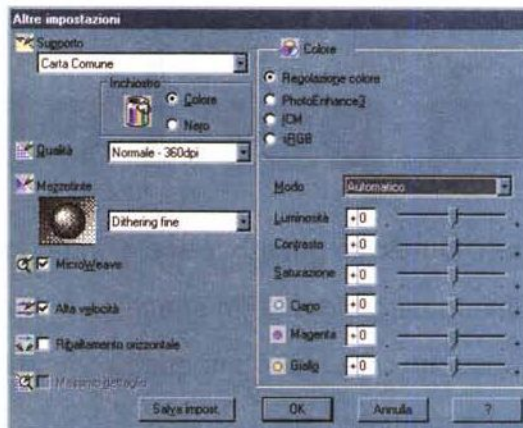 Altre impostazioni
Supporto
Carta Comune
Inchiostro
Colore
Nero
Qualità
Normale - 360dpi
Mezzetinte
Dithering fine
MicroWeave
Alta velocità
Ribaltamento orizzontale
Massimo dettaglio
Colore
Regolazione colore
PhotoEnhance3
ICM
sRGB
Modo
Automatico
Luminosità +0 - +
Contrasto +0 - +
Saturazione +0 - +
Ciano +0 - +
Magenta +0 - +
Giallo +0 - +
Salva impost.
OK
Annulla
?